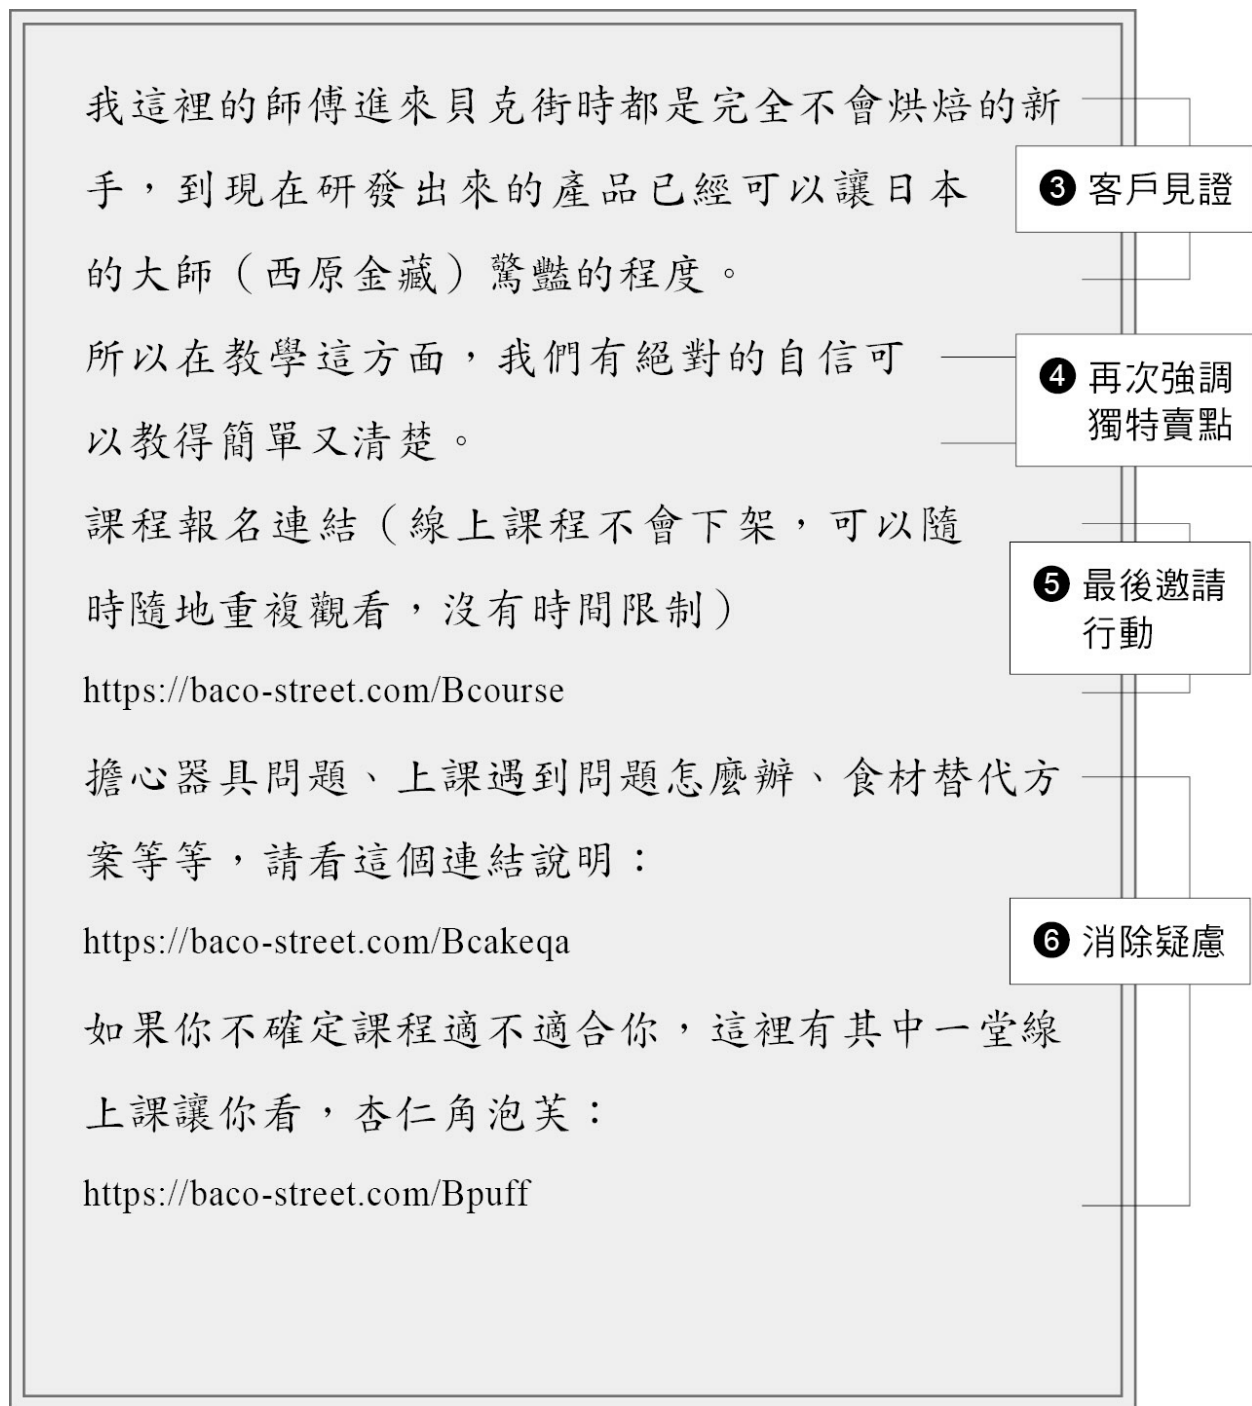 我這裡的師傅進來貝克街時都是完全不會烘焙的新
手，到現在研發出來的產品已經可以讓日本
的大師（西原金藏）驚豔的程度。
❸ 客戶見證
所以在教學這方面，我們有絕對的自信可
以教得簡單又清楚。
❹ 再次強調
獨特賣點
課程報名連結（線上課程不會下架，可以隨
時隨地重複觀看，沒有時間限制）
https://baco-street.com/Bcourse
❺ 最後邀請
行動
擔心器具問題、上課遇到問題怎麼辦、食材替代方
案等等，請看這個連結說明：
https://baco-street.com/Bcakeqa
如果你不確定課程適不適合你，這裡有其中一堂線
上課讓你看，杏仁角泡芙：
https://baco-street.com/Bpuff
❻ 消除疑慮